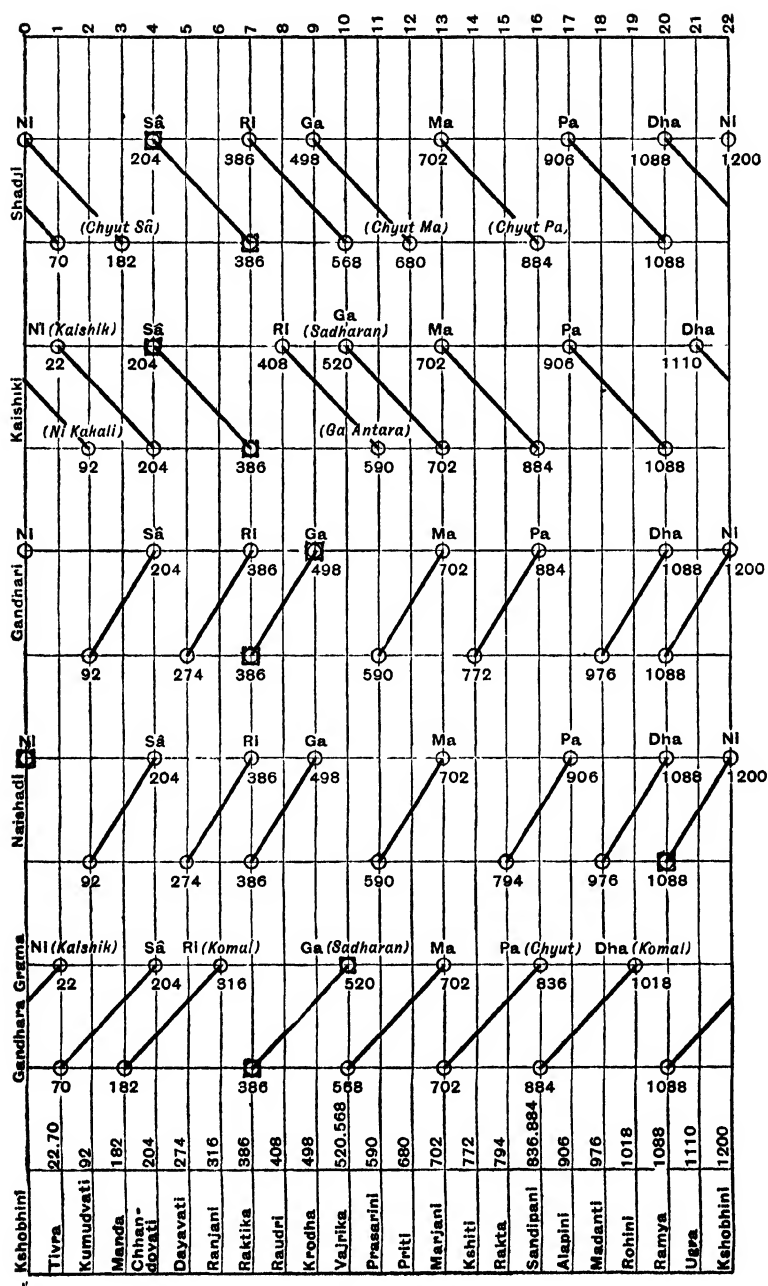 0 1 2 3 4 5 6 7 8 9 10 11 12 13 14 15 16 17 18 19 20 21 22
Shadji
Ni Sâ Ri Ga Ma Pa Dha Ni
204 386 498 702 906 1088 1200
(Chyut Sâ) (Chyut Ma) (Chyut Pa)
70 182 386 568 680 884 1088
Kaishiki
Ga
Ni (Kaishik) Sâ Ri (Sadharan) Ma Pa Dha
22 204 408 520 702 906 1110
(Ni Kakali) (Ga Antara)
92 204 386 590 702 884 1088
Gandhari
Ni Sâ Ri Ga Ma Pa Dha Ni
204 386 498 702 884 1088 1200
92 274 386 590 772 976 1088
Naishadi
Ni Sâ Ri Ga Ma Pa Dha Ni
204 386 498 702 906 1088 1200
92 274 386 590 794 976 1088
Gandhara Grama
Ni (Kaishik) Sâ Ri (Komal) Ga (Sadharan) Ma Pa (Chyut) Dha (Komal)
22 204 316 520 702 836 1018
70 182 386 568 702 884 1088
22.70 92 182 204 274 316 386 408 498 520.568 590 680 702 772 794 836.884 906 976 1018 1088 1110 1200
Kshobhini
Tivra
Kumudvati
Manda
Chhan-
dovati
Dayavati
Ranjani
Raktika
Raudri
Krodha
Vajrika
Prasarini
Priti
Marjani
Kshiti
Rakta
Sandipani
Alapini
Madanti
Rohini
Ramya
Ugra
Kshobhini